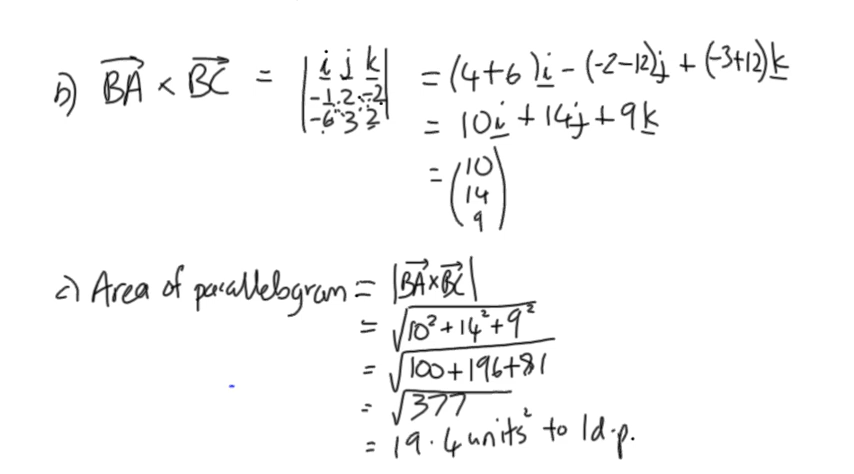 b) BA × BC = | i j k | = (4+6)i - (-2-12)j + (-3+12)k
-1 2 -2
-6 3 2
= 10i + 14j + 9k
= (10
14
9)
c) Area of parallelogram = |BA×BC|
= √10²+14²+9²
= √100+196+81
= √377
= 19.4 units² to 1d.p.